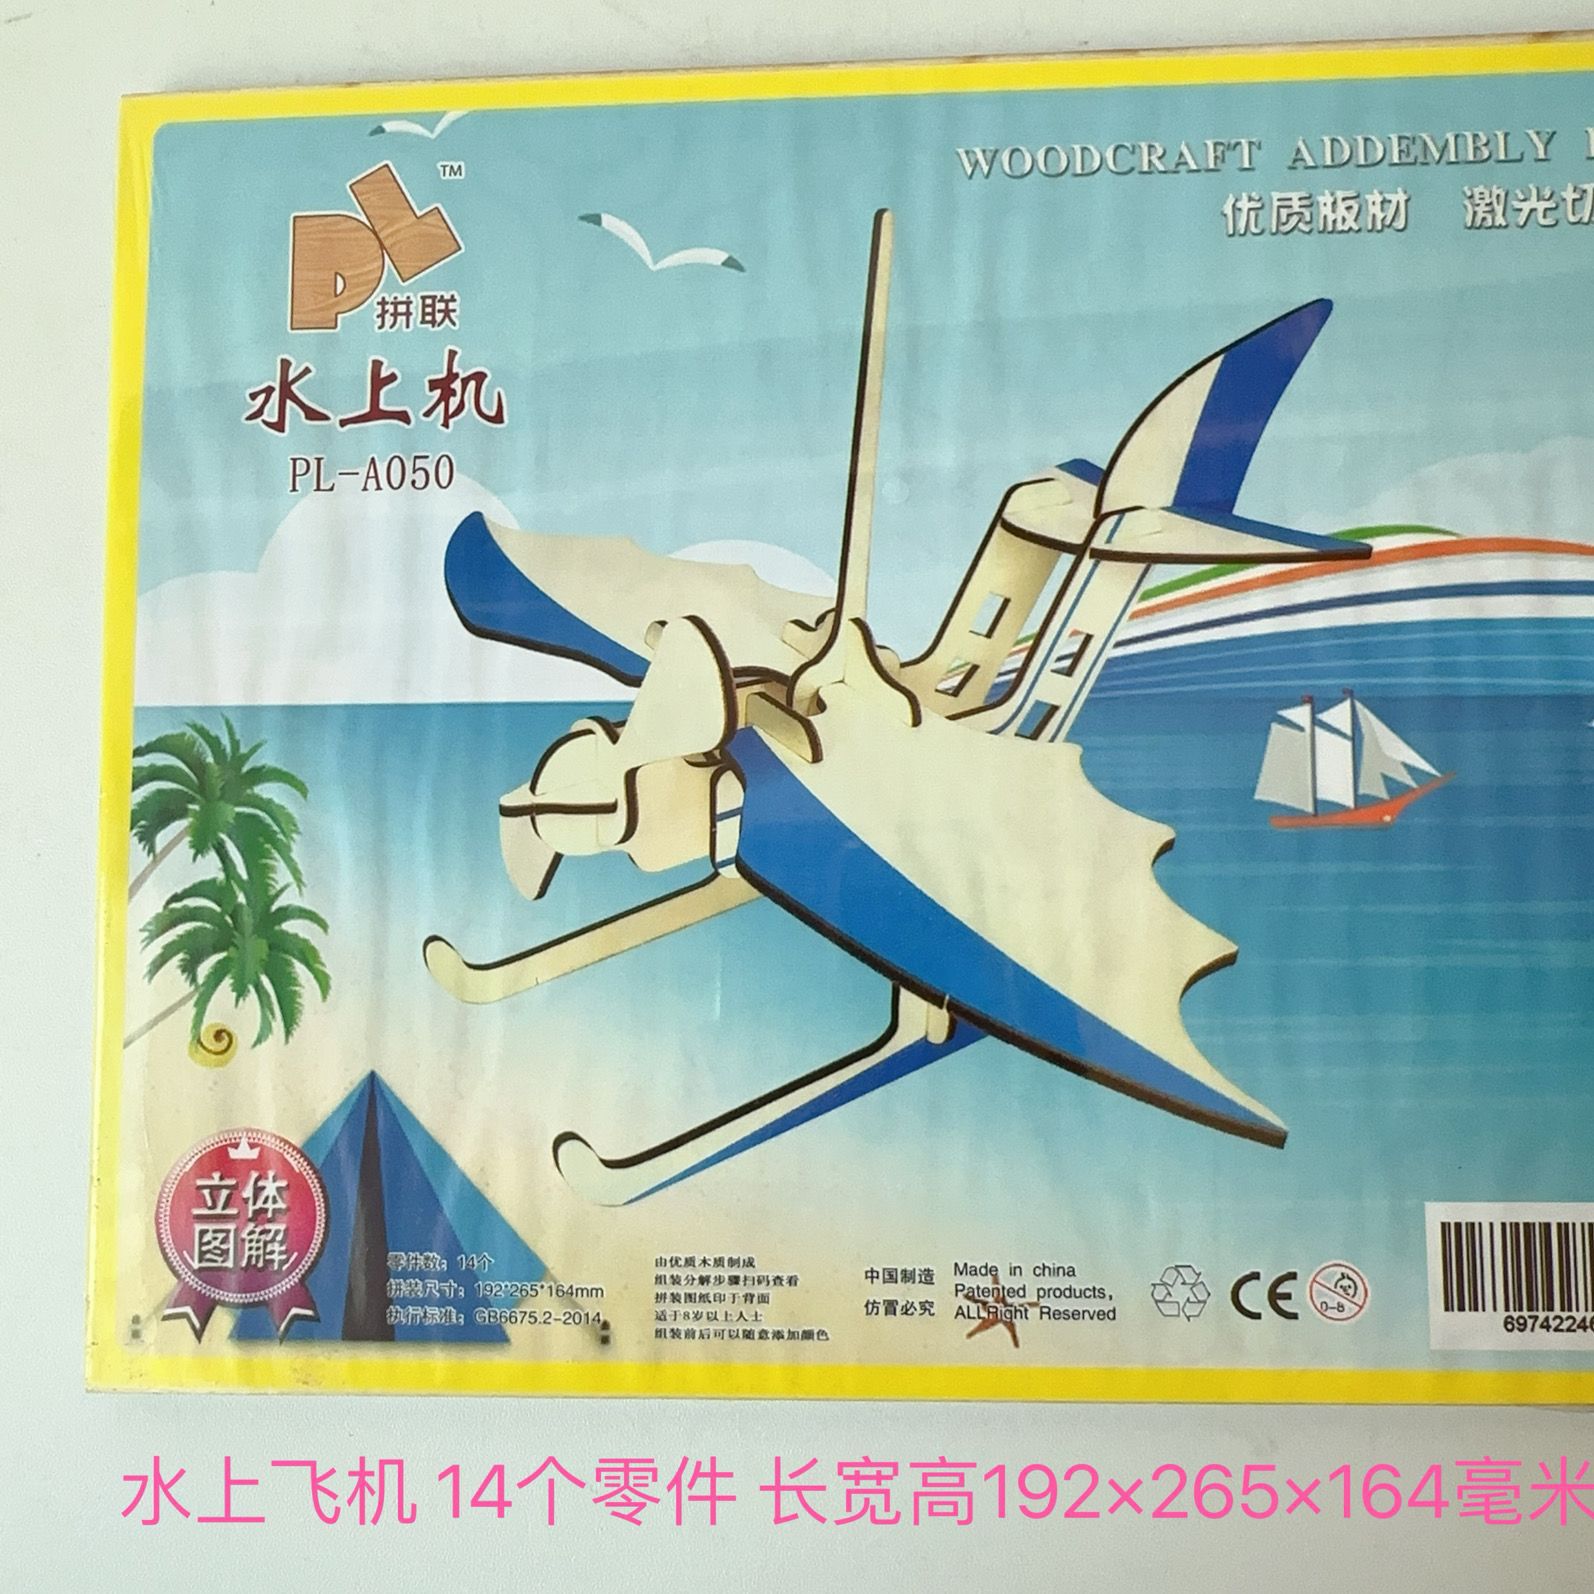 PL TM
拼联
水上机
PL-A050
WOODCRAFT ADDEMBLY
优质板材 激光切
立体
图解
零件数：14个
拼装尺寸：192*265*164mm
执行标准：GB6675.2-2014
由优质木质制成
组装分解步骤扫码查看
拼装图纸印于背面
适于8岁以上人士
组装前后可以随意添加颜色
中国制造
仿冒必究
Made in china
Patented products,
ALLRight Reserved
CE
0-8
6974224
水上飞机 14个零件 长宽高192×265×164毫米